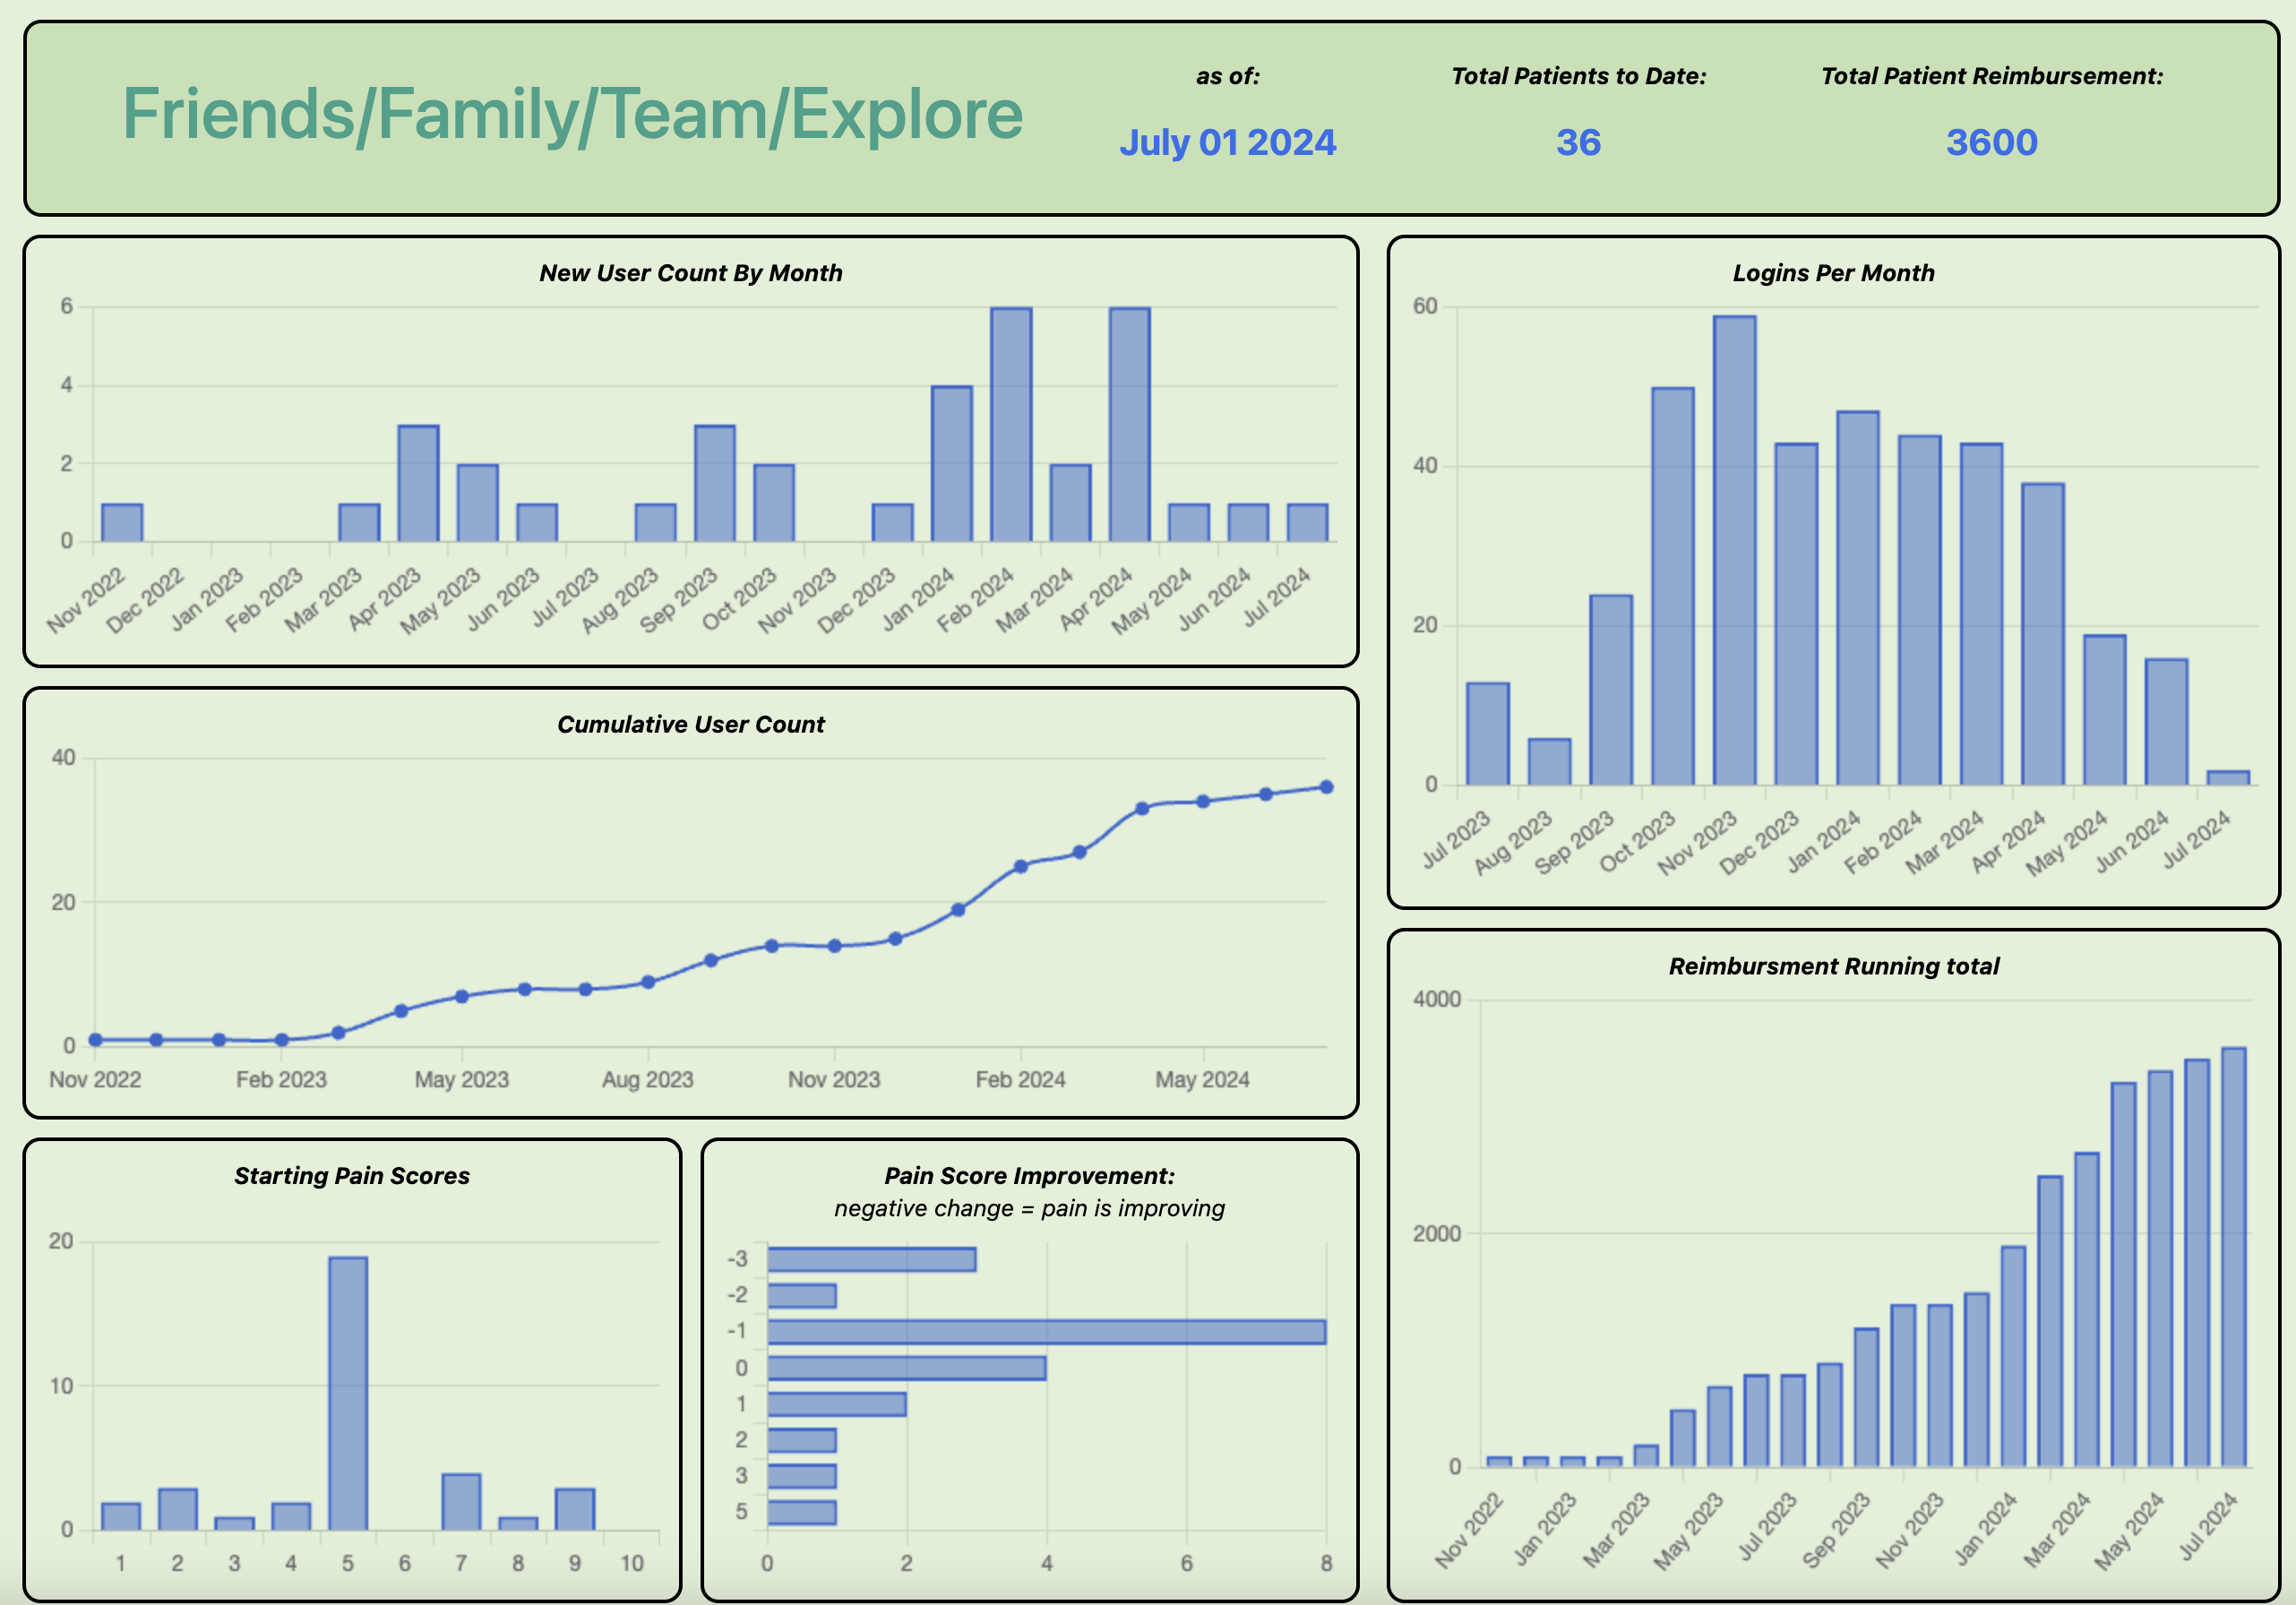 Friends/Family/Team/Explore
as of:
July 01 2024
Total Patients to Date:
36
Total Patient Reimbursement:
3600
New User Count By Month
6
4
2
0
Nov 2022 Dec 2022 Jan 2023 Feb 2023 Mar 2023 Apr 2023 May 2023 Jun 2023 Jul 2023 Aug 2023 Sep 2023 Oct 2023 Nov 2023 Dec 2023 Jan 2024 Feb 2024 Mar 2024 Apr 2024 May 2024 Jun 2024 Jul 2024
Logins Per Month
60
40
20
0
Jul 2023 Aug 2023 Sep 2023 Oct 2023 Nov 2023 Dec 2023 Jan 2024 Feb 2024 Mar 2024 Apr 2024 May 2024 Jun 2024 Jul 2024
Cumulative User Count
40
20
0
Nov 2022 Feb 2023 May 2023 Aug 2023 Nov 2023 Feb 2024 May 2024
Reimbursment Running total
4000
2000
0
Nov 2022 Jan 2023 Mar 2023 May 2023 Jul 2023 Sep 2023 Nov 2023 Jan 2024 Mar 2024 May 2024 Jul 2024
Starting Pain Scores
20
10
0
1 2 3 4 5 6 7 8 9 10
Pain Score Improvement:
negative change = pain is improving
-3
-2
-1
0
1
2
3
5
0 2 4 6 8